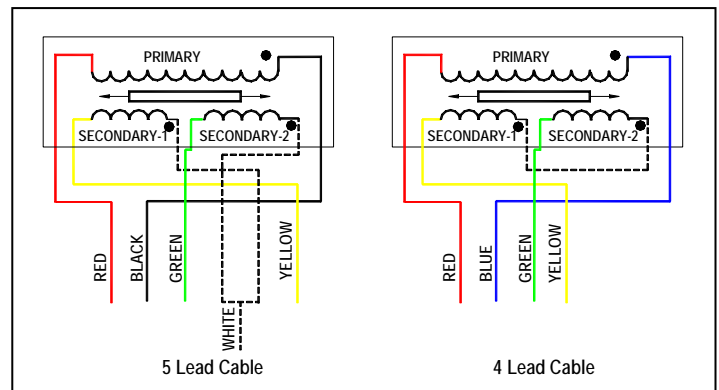 PRIMARY
SECONDARY-1 SECONDARY-2
RED
BLACK
GREEN
WHITE
YELLOW
5 Lead Cable
PRIMARY
SECONDARY-1 SECONDARY-2
RED
BLUE
GREEN
YELLOW
4 Lead Cable